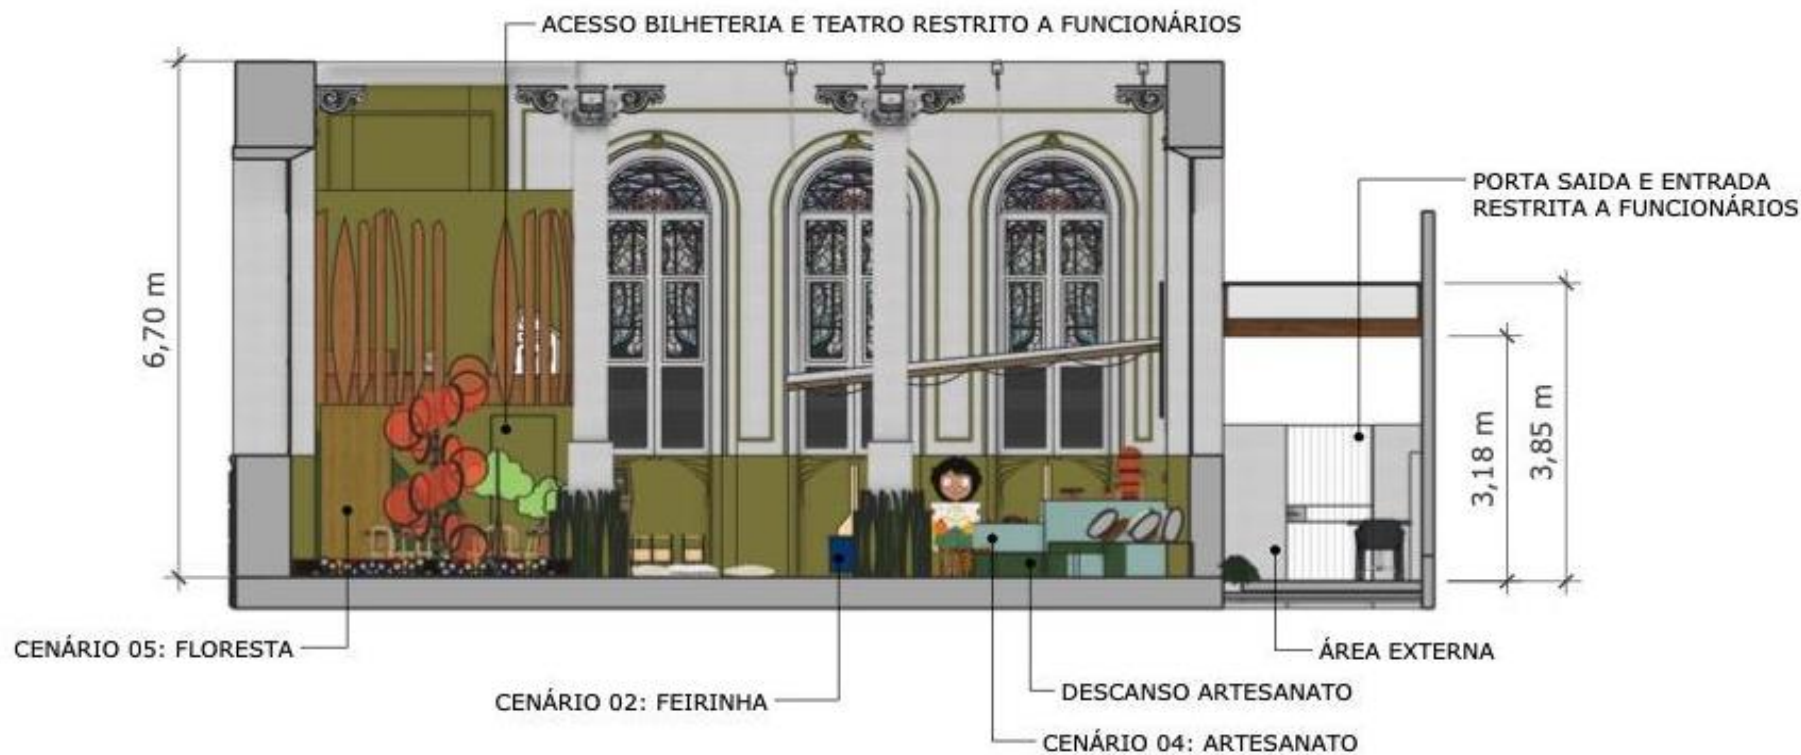 ACESSO BILHETERIA E TEATRO RESTRITO A FUNCIONÁRIOS
PORTA SAIDA E ENTRADA
RESTRITA A FUNCIONÁRIOS
6,70 m
3,18 m
3,85 m
CENÁRIO 05: FLORESTA
ÁREA EXTERNA
CENÁRIO 02: FEIRINHA
DESCANSO ARTESANATO
CENÁRIO 04: ARTESANATO